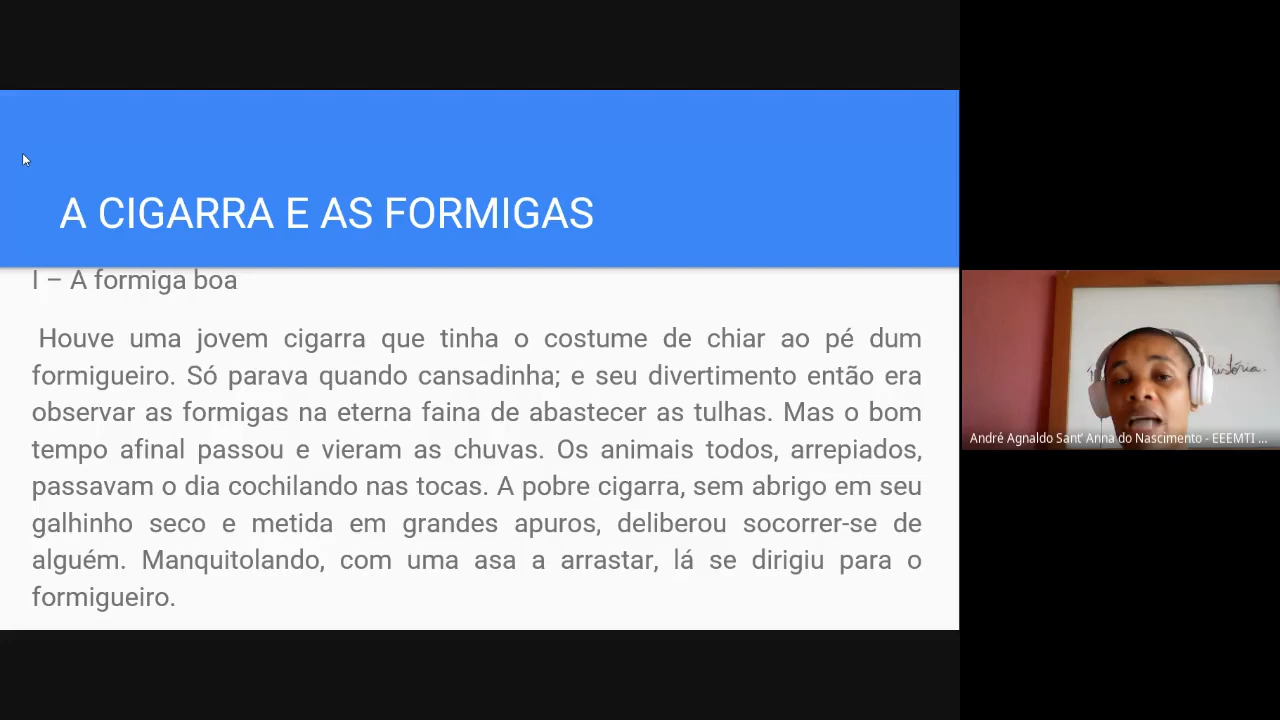 A CIGARRA E AS FORMIGAS
I – A formiga boa
Houve uma jovem cigarra que tinha o costume de chiar ao pé dum
formigueiro. Só parava quando cansadinha; e seu divertimento então era
observar as formigas na eterna faina de abastecer as tulhas. Mas o bom
tempo afinal passou e vieram as chuvas. Os animais todos, arrepiados,
passavam o dia cochilando nas tocas. A pobre cigarra, sem abrigo em seu
galhinho seco e metida em grandes apuros, deliberou socorrer-se de
alguém. Manquitolando, com uma asa a arrastar, lá se dirigiu para o
formigueiro.
André Agnaldo Sant' Anna do Nascimento - EEEMTI ...